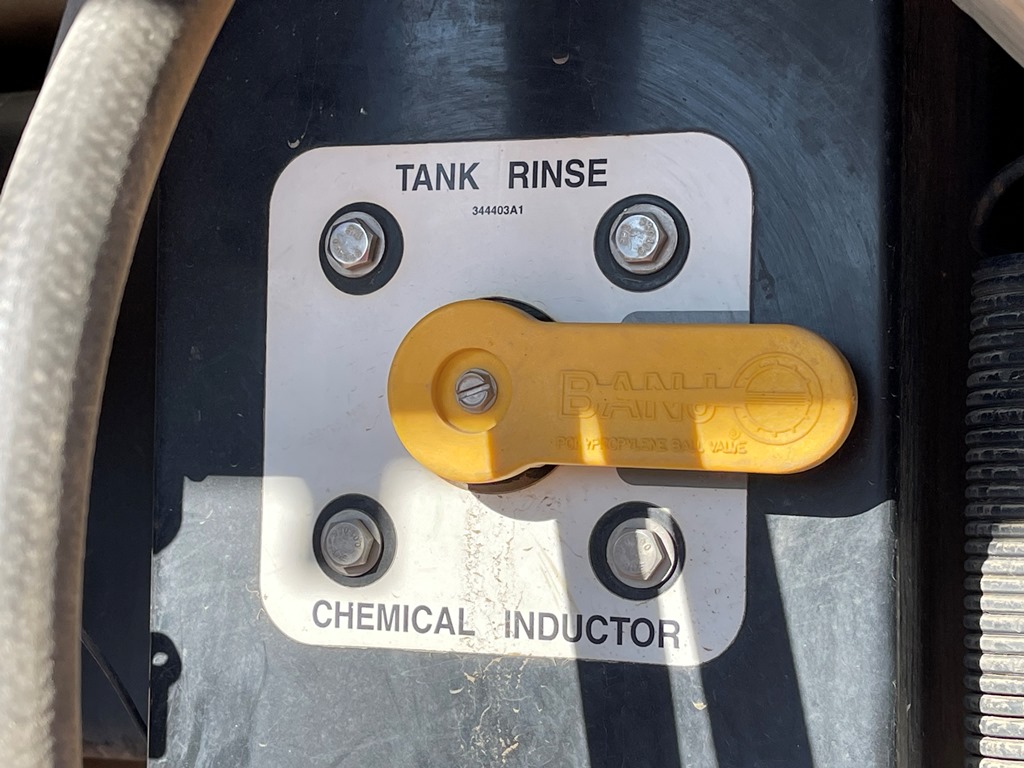 TANK RINSE
344403A1
BANJO
POLYPROPYLENE BALL VALVE
®
CHEMICAL INDUCTOR